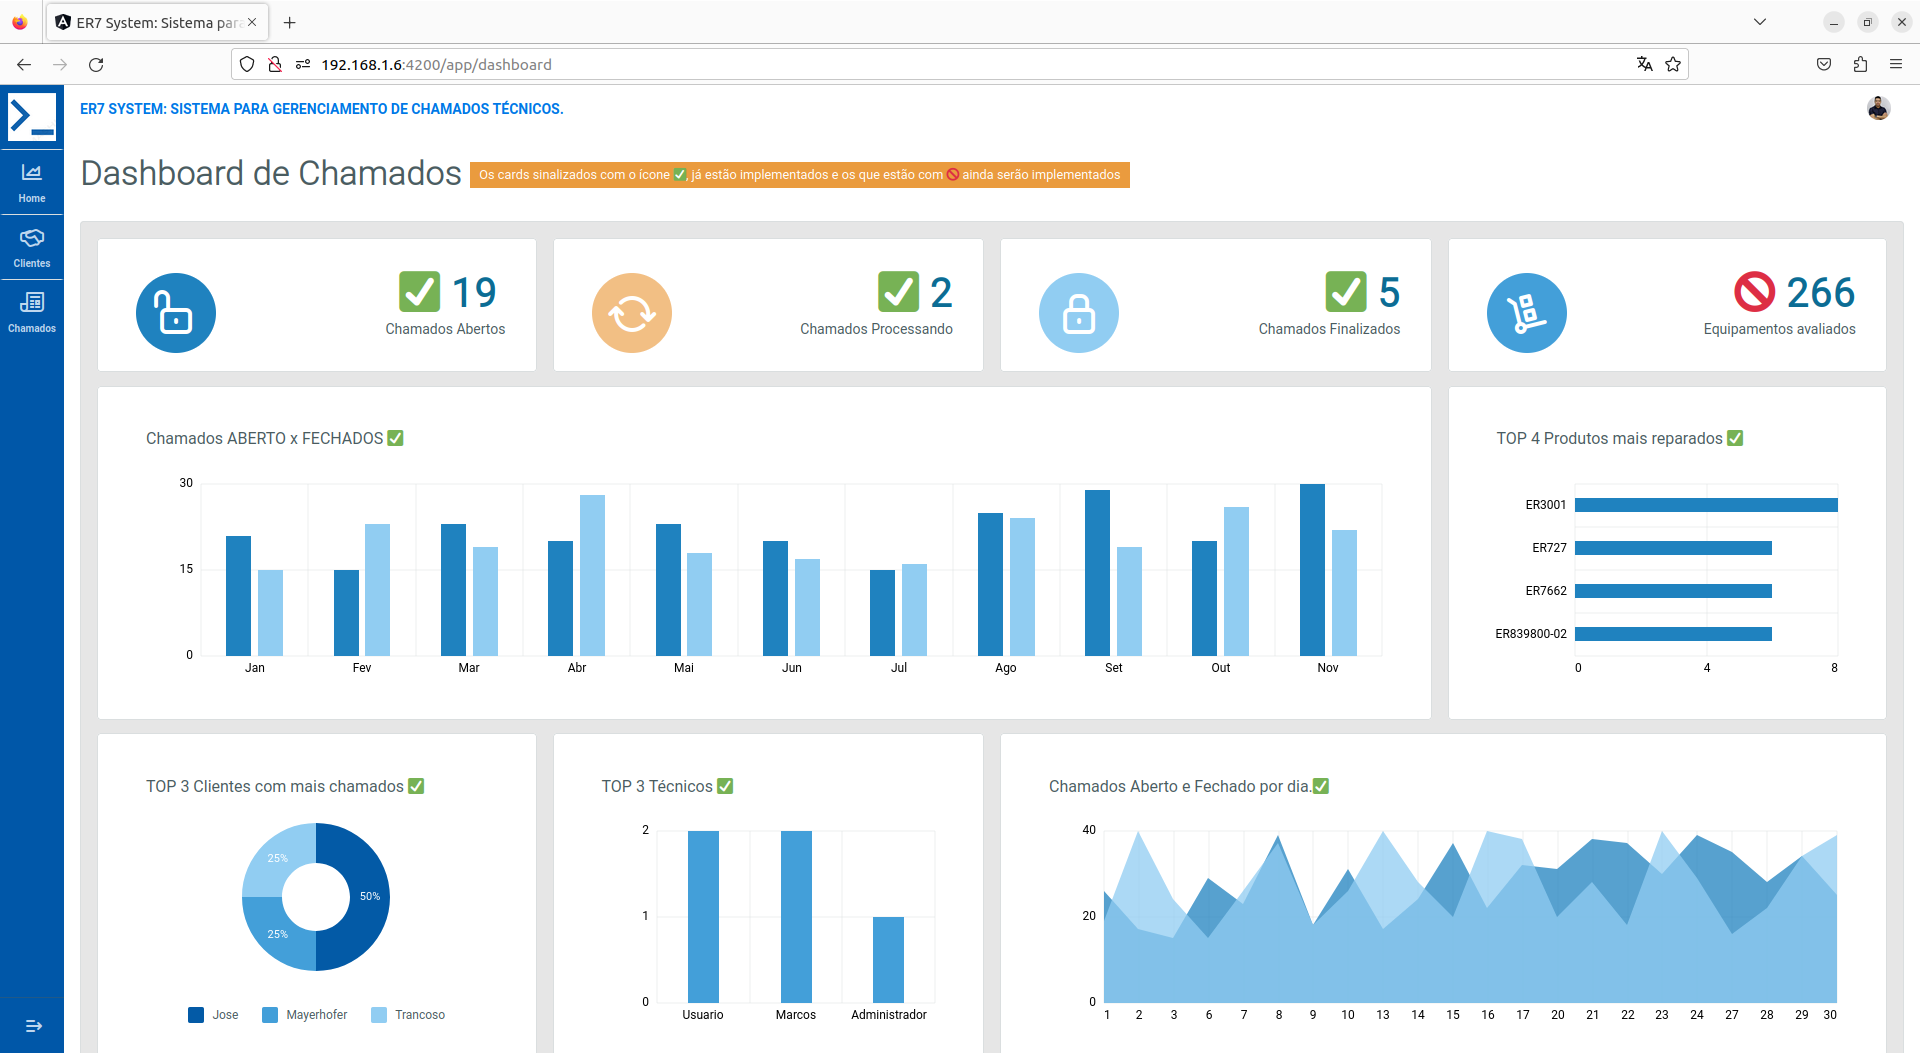 ER7 System: Sistema par
192.168.1.6:4200/app/dashboard
ER7 SYSTEM: SISTEMA PARA GERENCIAMENTO DE CHAMADOS TÉCNICOS.
Home
Clientes
Chamados
Dashboard de Chamados
Os cards sinalizados com o ícone ✅, já estão implementados e os que estão com 🚫 ainda serão implementados
✅ 19
Chamados Abertos
✅ 2
Chamados Processando
✅ 5
Chamados Finalizados
🚫 266
Equipamentos avaliados
Chamados ABERTO x FECHADOS ✅
30
15
0
Jan Fev Mar Abr Mai Jun Jul Ago Set Out Nov
TOP 4 Produtos mais reparados ✅
ER3001
ER727
ER7662
ER839800-02
0 4 8
TOP 3 Clientes com mais chamados ✅
25%
50%
25%
Jose Mayerhofer Trancoso
TOP 3 Técnicos ✅
2
1
0
Usuario Marcos Administrador
Chamados Aberto e Fechado por dia.✅
40
20
0
1 2 3 6 7 8 9 10 13 14 15 16 17 20 21 22 23 24 27 28 29 30